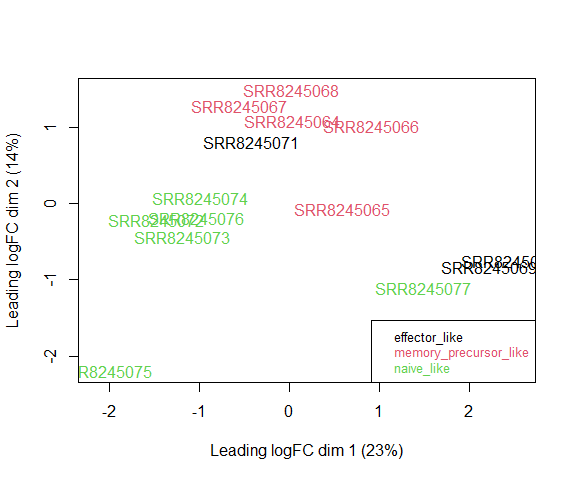 SRR8245068
SRR8245067
SRR8245064
SRR8245066
SRR8245071
SRR8245065
SRR8245074
SRR8245072
SRR8245076
SRR8245073
SRR8245069
SRR8245077
R8245075
effector_like
memory_precursor_like
naive_like
Leading logFC dim 2 (14%)
1
0
-1
-2
-2
-1
0
1
2
Leading logFC dim 1 (23%)